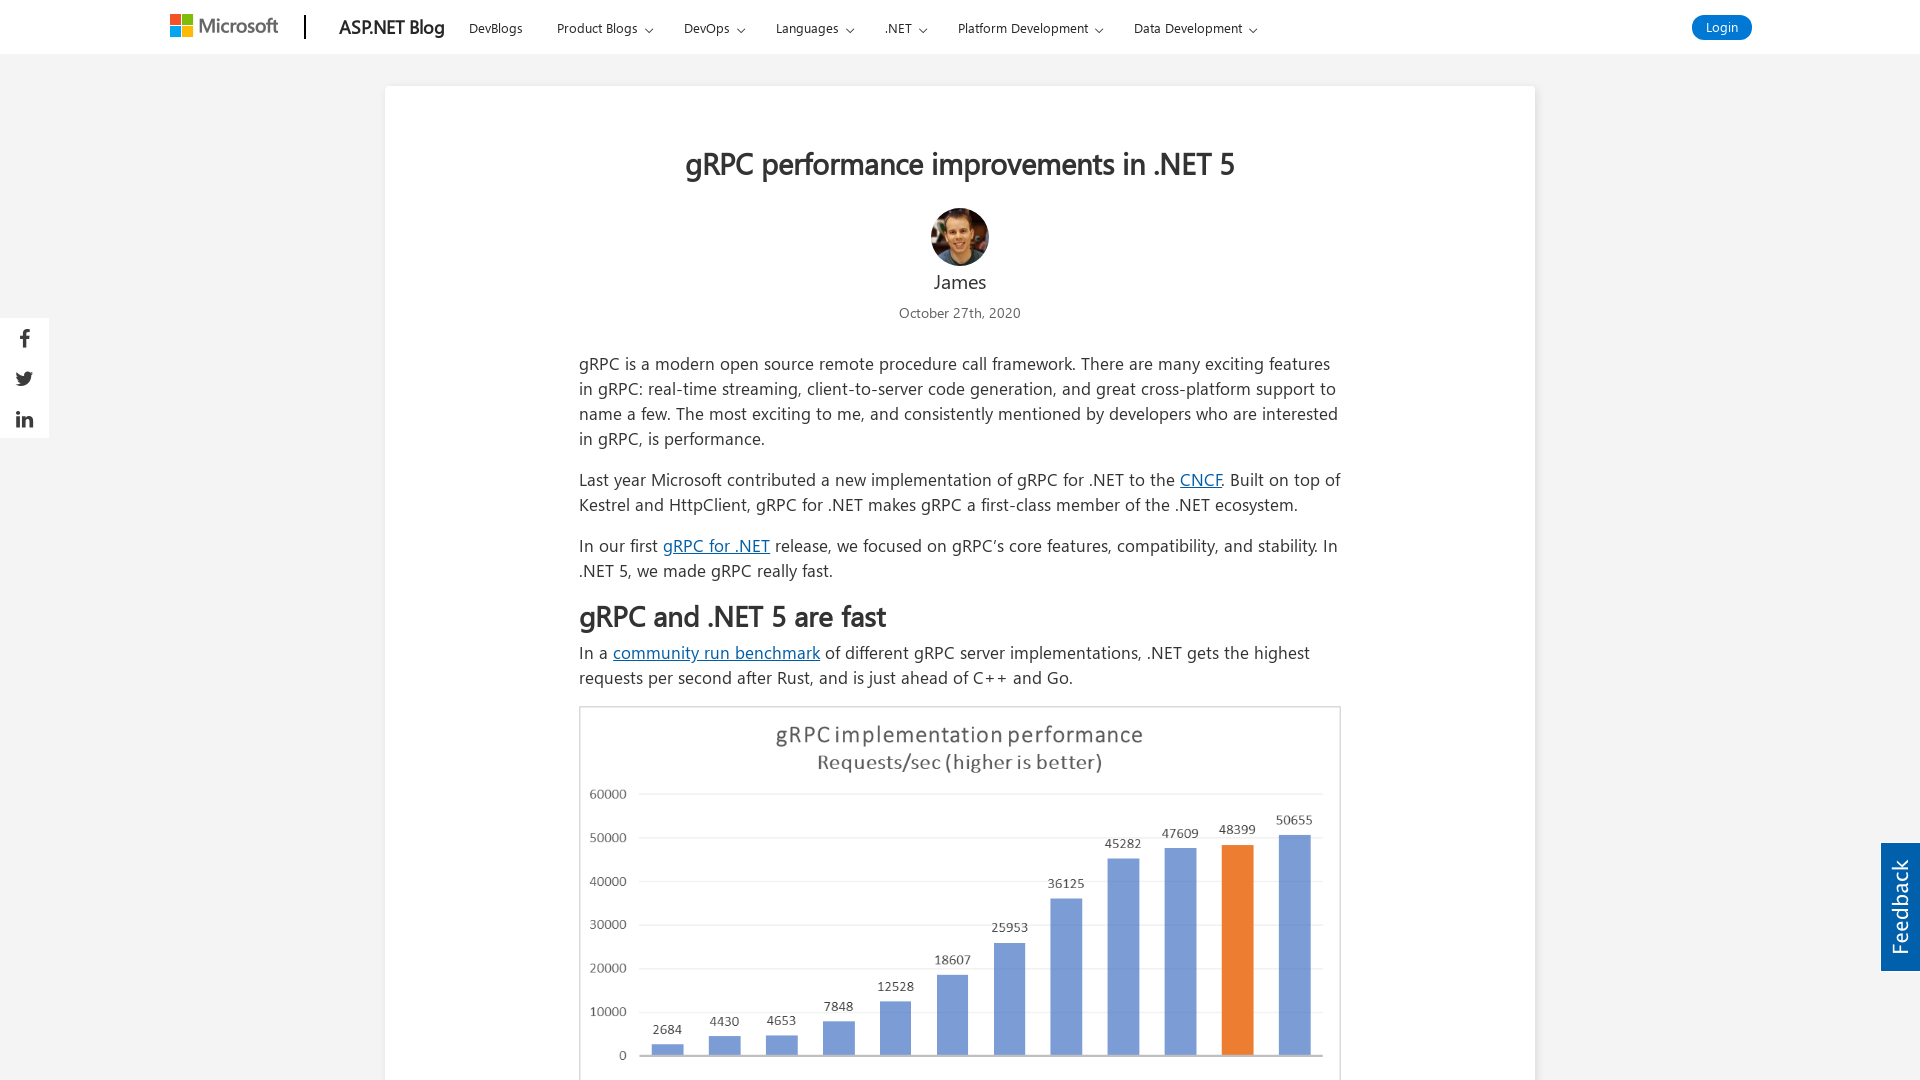 Microsoft
ASP.NET Blog
DevBlogs
Product Blogs
DevOps
Languages
.NET
Platform Development
Data Development
Login
gRPC performance improvements in .NET 5
James
October 27th, 2020
gRPC is a modern open source remote procedure call framework. There are many exciting features
in gRPC: real-time streaming, client-to-server code generation, and great cross-platform support to
name a few. The most exciting to me, and consistently mentioned by developers who are interested
in gRPC, is performance.
Last year Microsoft contributed a new implementation of gRPC for .NET to the CNCF. Built on top of
Kestrel and HttpClient, gRPC for .NET makes gRPC a first-class member of the .NET ecosystem.
In our first gRPC for .NET release, we focused on gRPC’s core features, compatibility, and stability. In
.NET 5, we made gRPC really fast.
gRPC and .NET 5 are fast
In a community run benchmark of different gRPC server implementations, .NET gets the highest
requests per second after Rust, and is just ahead of C++ and Go.
gRPC implementation performance
Requests/sec (higher is better)
60000
50000
40000
30000
20000
10000
0
2684
4430
4653
7848
12528
18607
25953
36125
45282
47609
48399
50655
Feedback